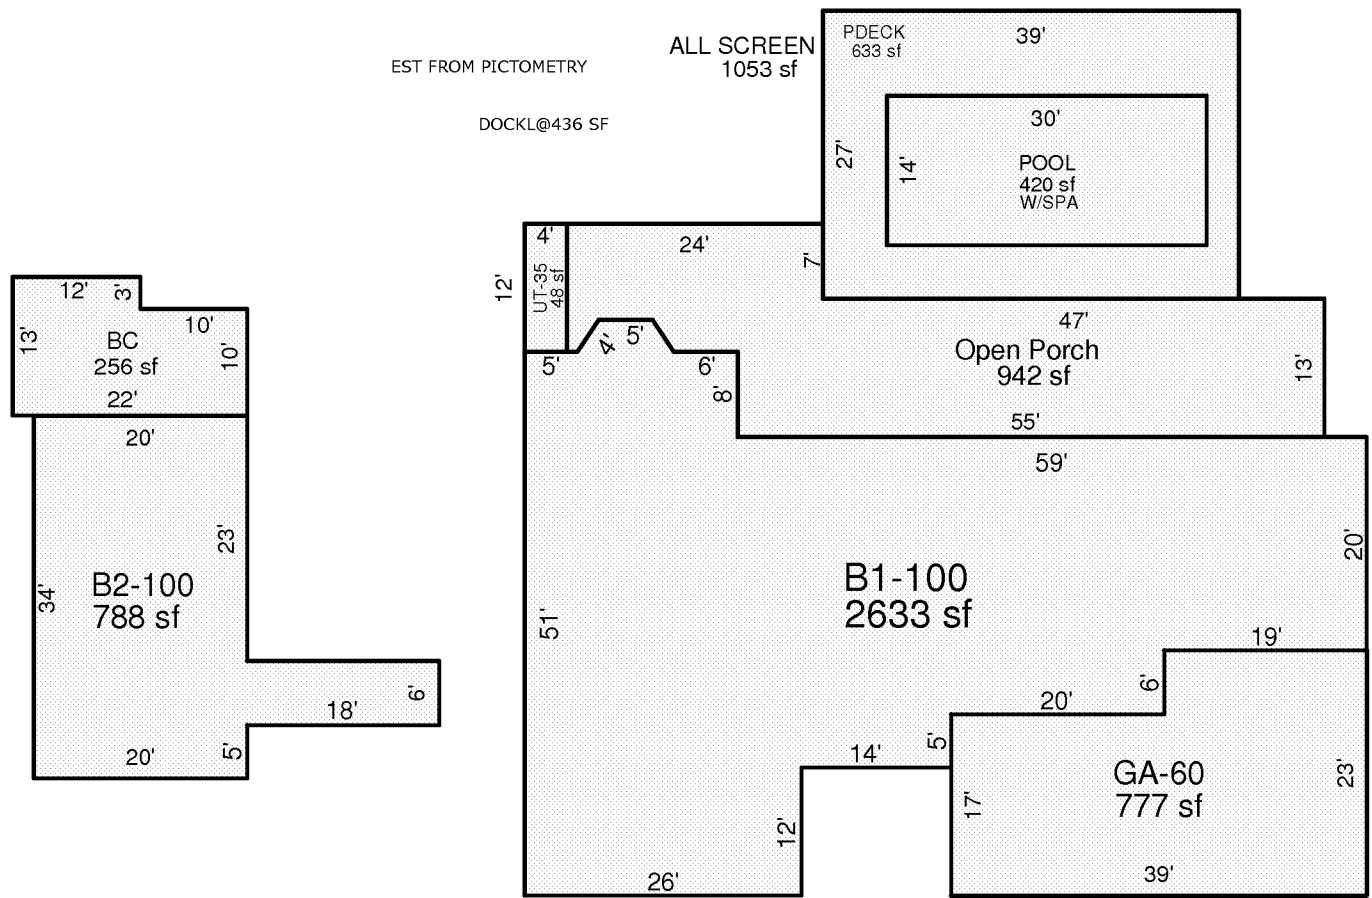 EST FROM PICTOMETRY
DOCKL@436 SF
ALL SCREEN
1053 sf
PDECK
633 sf
39'
27'
30'
14'
POOL
420 sf
W/SPA
4'
24'
7'
12'
UT-35
48 sf
5'
4'
5'
6'
8'
47'
Open Porch
942 sf
13'
55'
12'
3'
10'
13'
BC
256 sf
10'
22'
20'
23'
34'
B2-100
788 sf
6'
18'
20'
5'
59'
20'
B1-100
2633 sf
51'
19'
6'
20'
5'
14'
12'
26'
GA-60
777 sf
17'
23'
39'